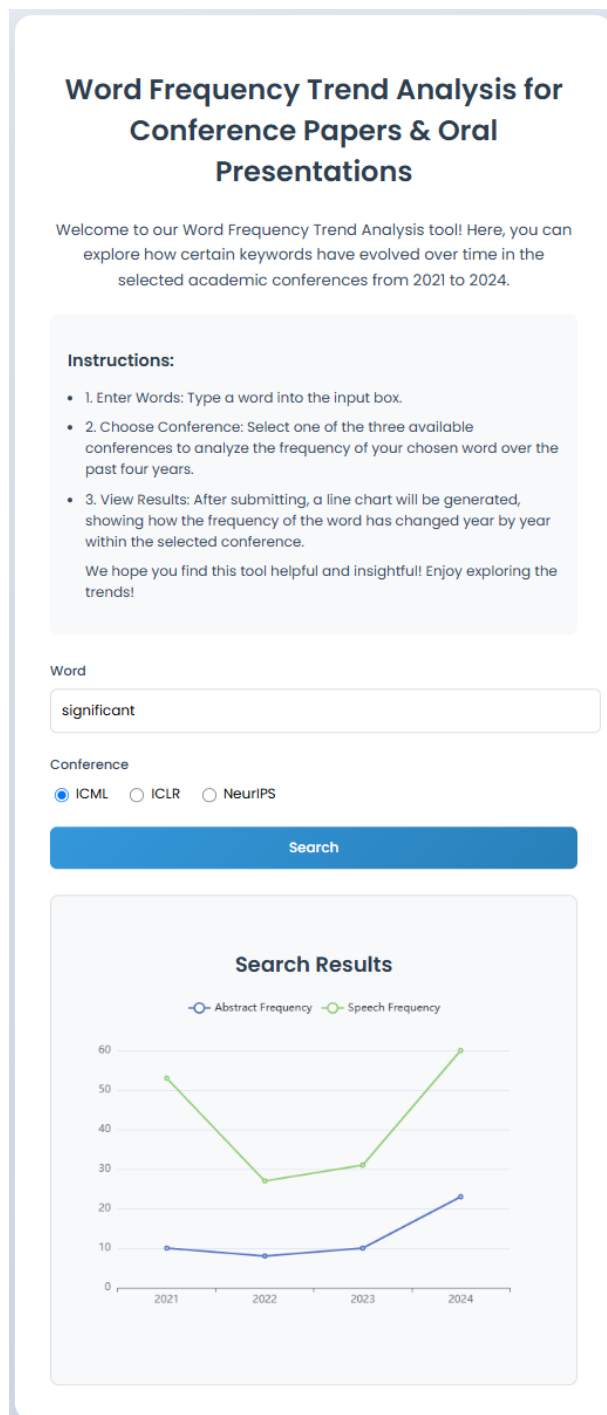 Word Frequency Trend Analysis for
Conference Papers & Oral
Presentations
Welcome to our Word Frequency Trend Analysis tool! Here, you can
explore how certain keywords have evolved over time in the
selected academic conferences from 2021 to 2024.
Instructions:
• 1. Enter Words: Type a word into the input box.
• 2. Choose Conference: Select one of the three available
conferences to analyze the frequency of your chosen word over the
past four years.
• 3. View Results: After submitting, a line chart will be generated,
showing how the frequency of the word has changed year by year
within the selected conference.
We hope you find this tool helpful and insightful! Enjoy exploring the
trends!
Word
significant
Conference
ICML ICLR NeurIPS
Search
Search Results
Abstract Frequency Speech Frequency
60
50
40
30
20
10
0
2021 2022 2023 2024